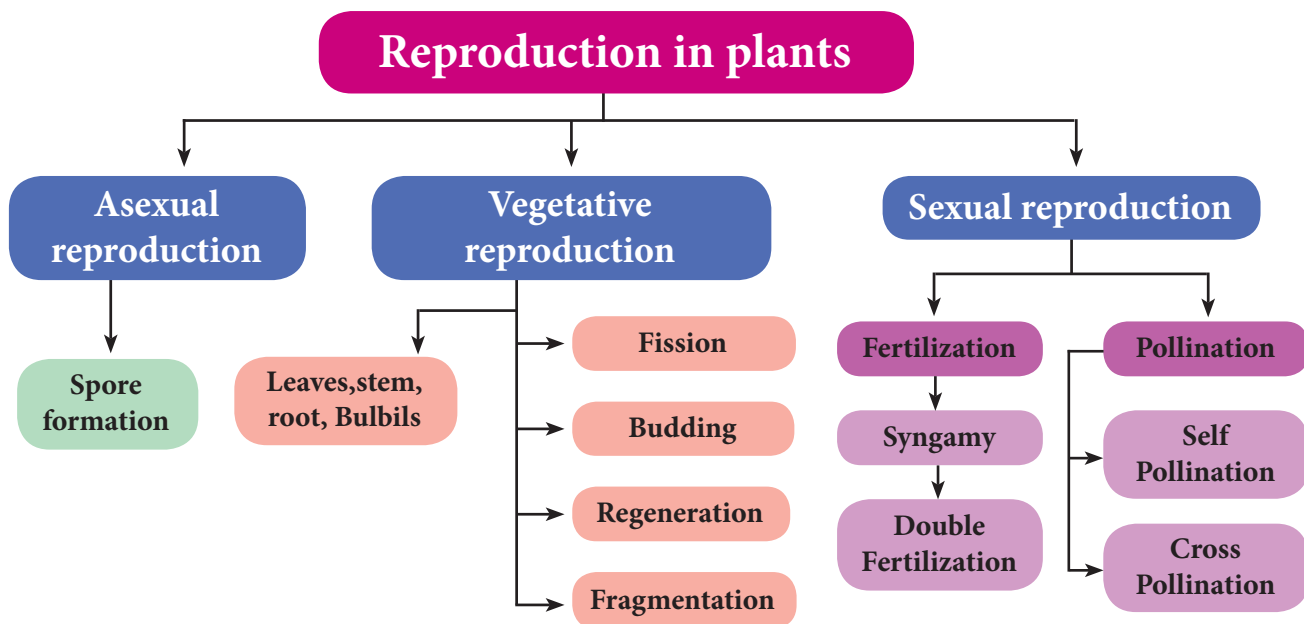 Reproduction in plants
Asexual
reproduction
Vegetative
reproduction
Sexual reproduction
Spore
formation
Leaves,stem,
root, Bulbils
Fission
Budding
Regeneration
Fragmentation
Fertilization
Syngamy
Double
Fertilization
Pollination
Self
Pollination
Cross
Pollination